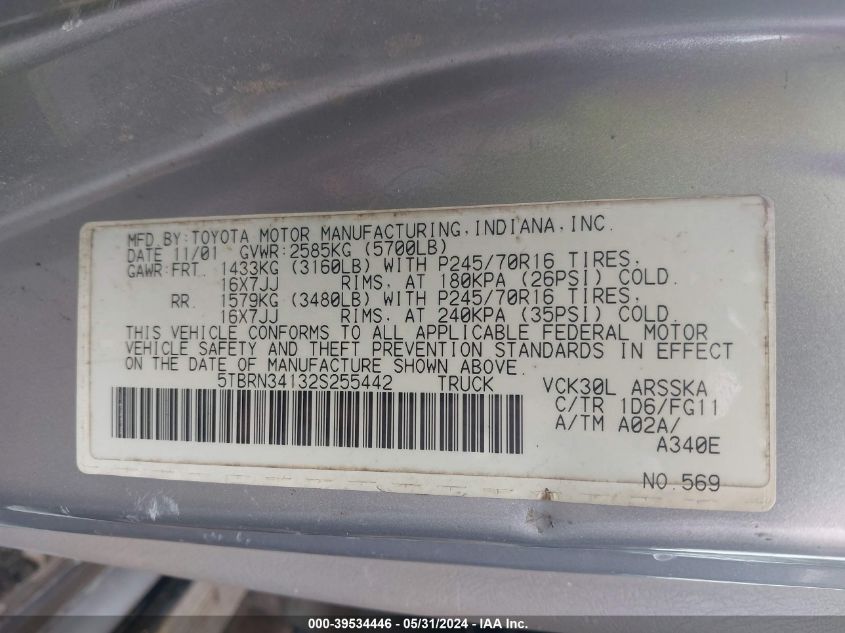 MFD.BY:TOYOTA MOTOR MANUFACTURING,INDIANA,INC.
DATE 11/01 GVWR:2585KG (5700LB)
GAWR:FRT. 1433KG (3160LB) WITH P245/70R16 TIRES,
16X7JJ RIMS, AT 180KPA (26PSI) COLD.
RR. 1579KG (3480LB) WITH P245/70R16 TIRES,
16X7JJ RIMS, AT 240KPA (35PSI) COLD.
THIS VEHICLE CONFORMS TO ALL APPLICABLE FEDERAL MOTOR
VEHICLE SAFETY AND THEFT PREVENTION STANDARDS IN EFFECT
ON THE DATE OF MANUFACTURE SHOWN ABOVE.
5TBRN34132S255442 TRUCK VCK30L ARSSKA
C/TR 1D6/FG11
A/TM A02A/
A340E
NO.569
000-39534446 - 05/31/2024 - IAA Inc.